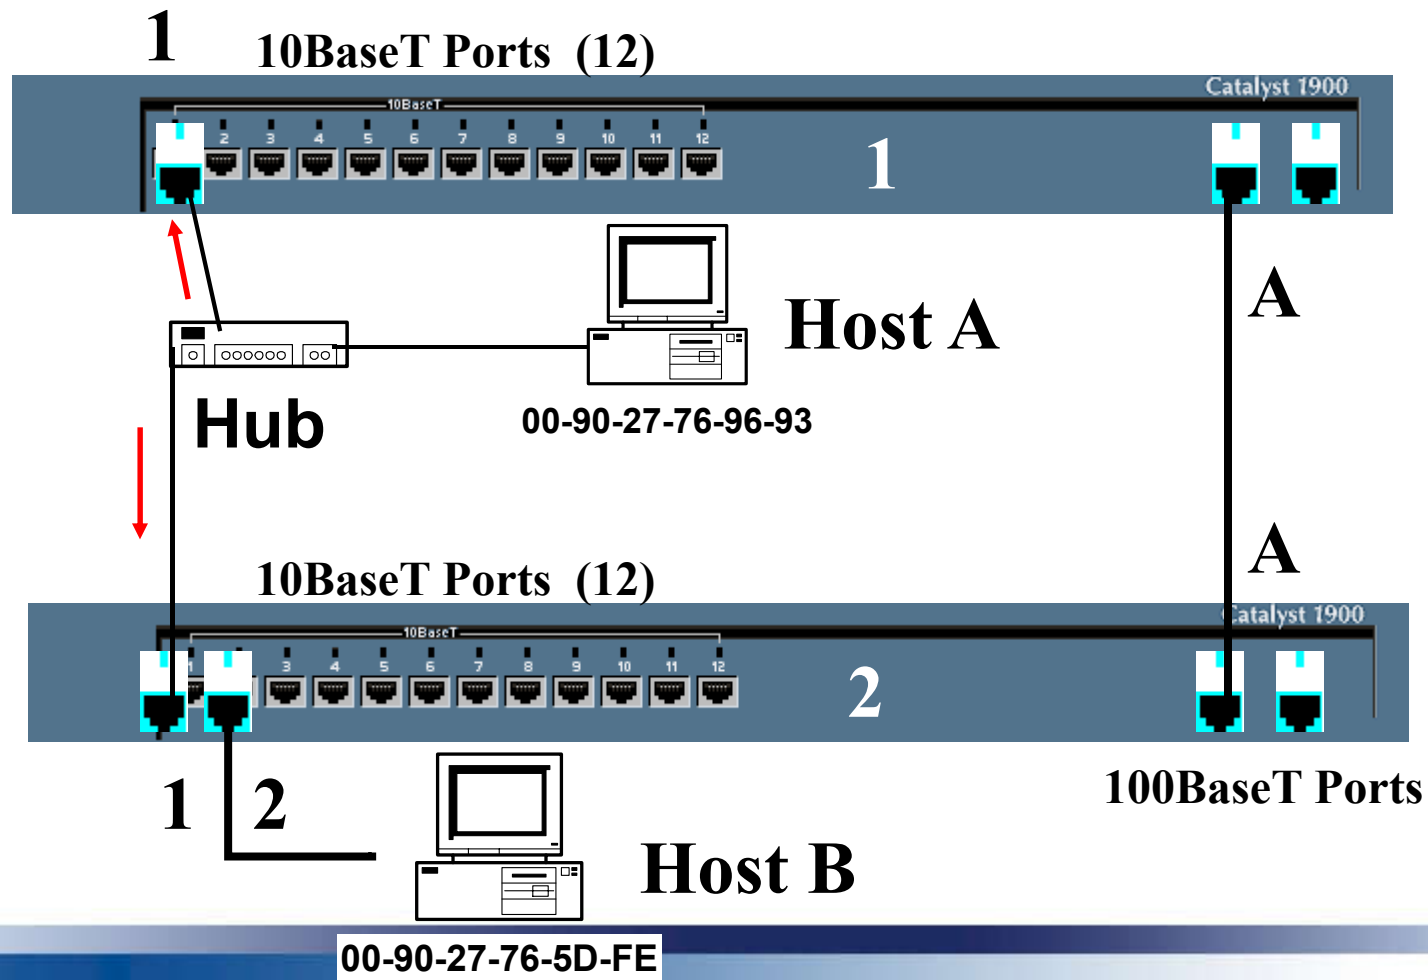 1
10BaseT Ports (12)
Catalyst 1900
10BaseT
2 3 4 5 6 7 8 9 10 11 12
1
Host A
A
Hub
00-90-27-76-96-93
A
10BaseT Ports (12)
Catalyst 1900
10BaseT
1 3 4 5 6 7 8 9 10 11 12
2
1 2
100BaseT Ports
Host B
00-90-27-76-5D-FE